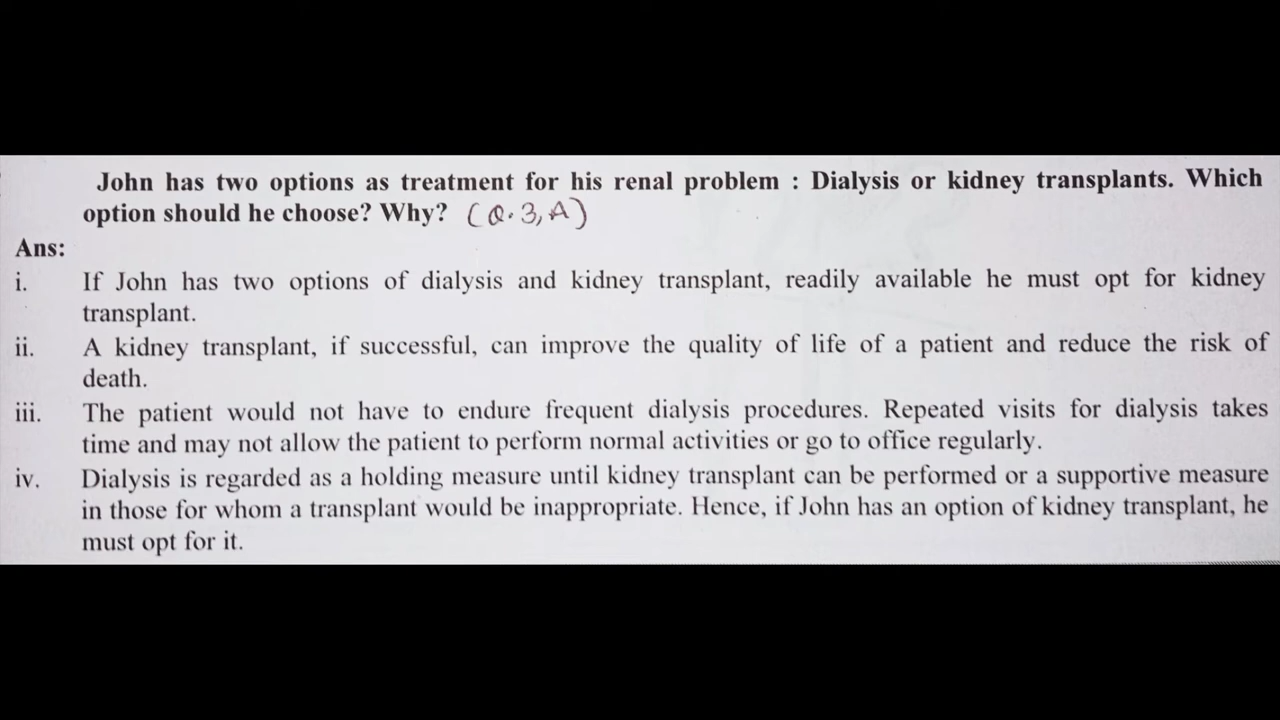 John has two options as treatment for his renal problem : Dialysis or kidney transplants. Which
option should he choose? Why? (Q.3,A)
Ans:
i. If John has two options of dialysis and kidney transplant, readily available he must opt for kidney
transplant.
ii. A kidney transplant, if successful, can improve the quality of life of a patient and reduce the risk of
death.
iii. The patient would not have to endure frequent dialysis procedures. Repeated visits for dialysis takes
time and may not allow the patient to perform normal activities or go to office regularly.
iv. Dialysis is regarded as a holding measure until kidney transplant can be performed or a supportive measure
in those for whom a transplant would be inappropriate. Hence, if John has an option of kidney transplant, he
must opt for it.